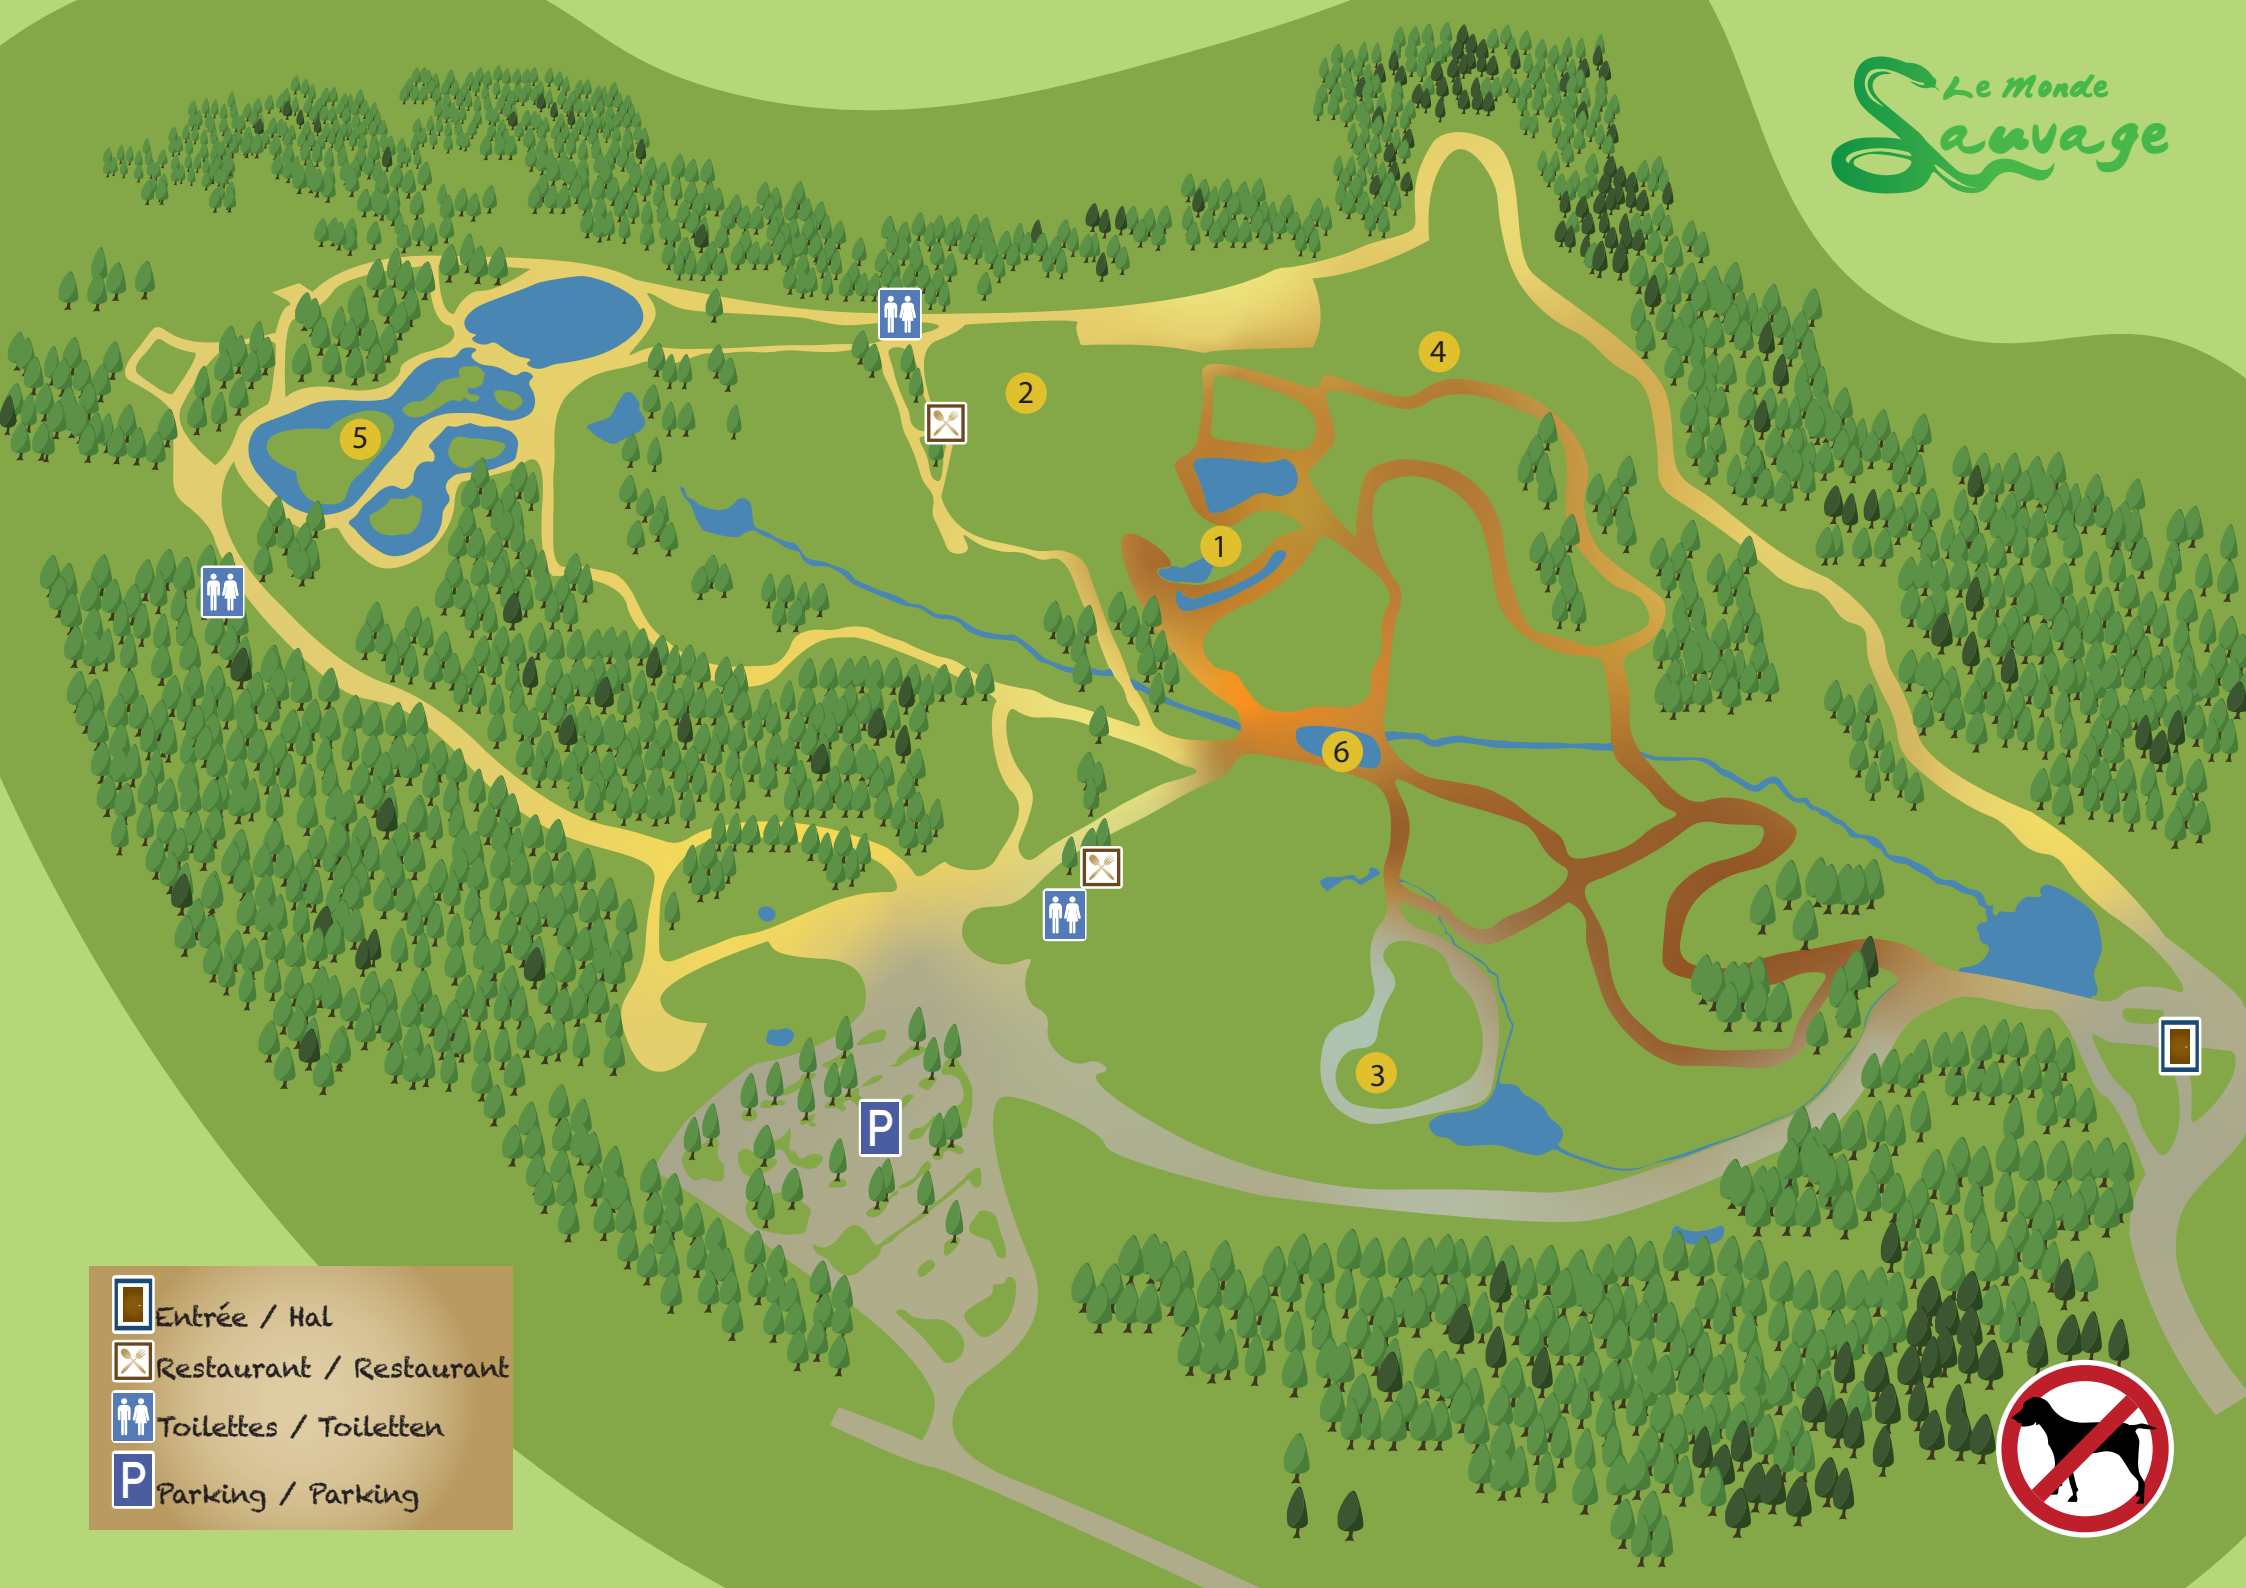 Le Monde
Sauvage
4
2
5
1
6
3
P
Entrée / Hal
Restaurant / Restaurant
Toilettes / Toiletten
P Parking / Parking